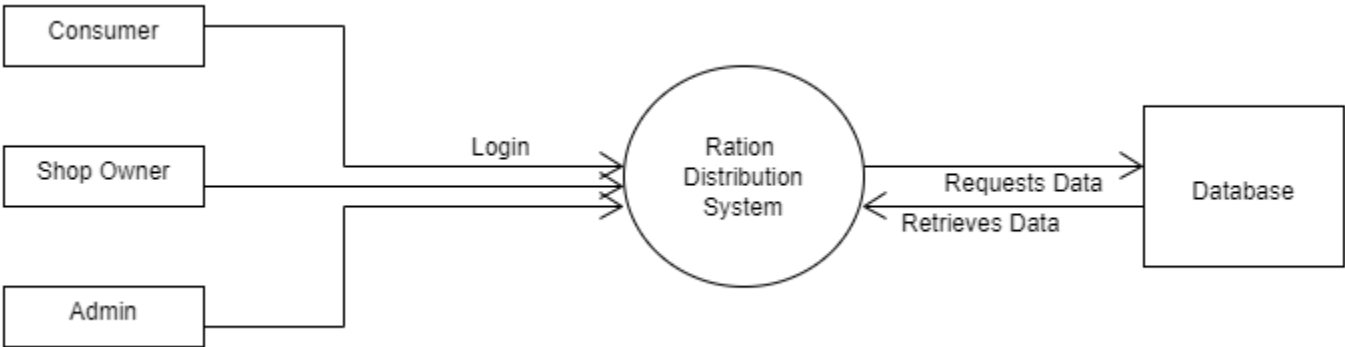 Consumer
Shop Owner
Admin
Login
Ration
Distribution
System
Requests Data
Retrieves Data
Database